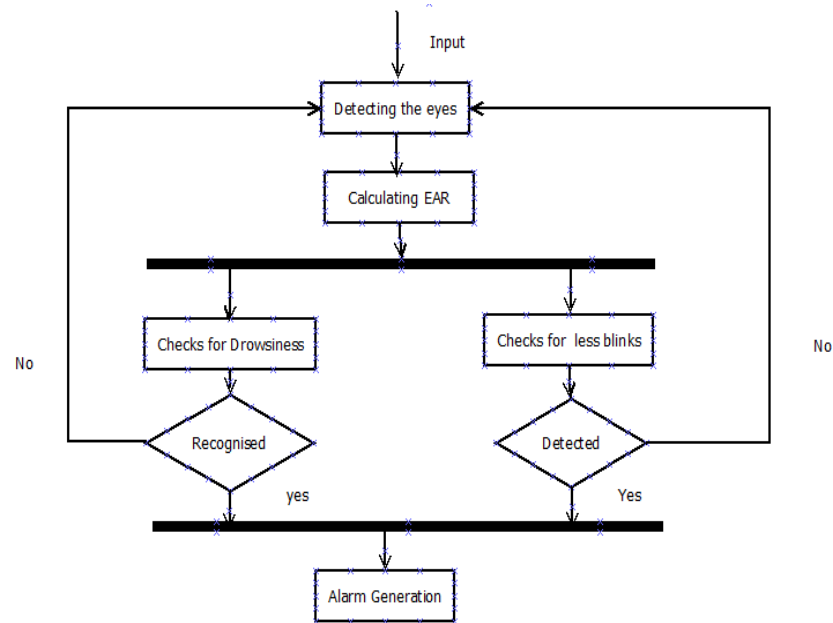 Input
Detecting the eyes
Calculating EAR
Checks for Drowsiness
Checks for less blinks
No
No
Recognised
Detected
yes
Yes
Alarm Generation